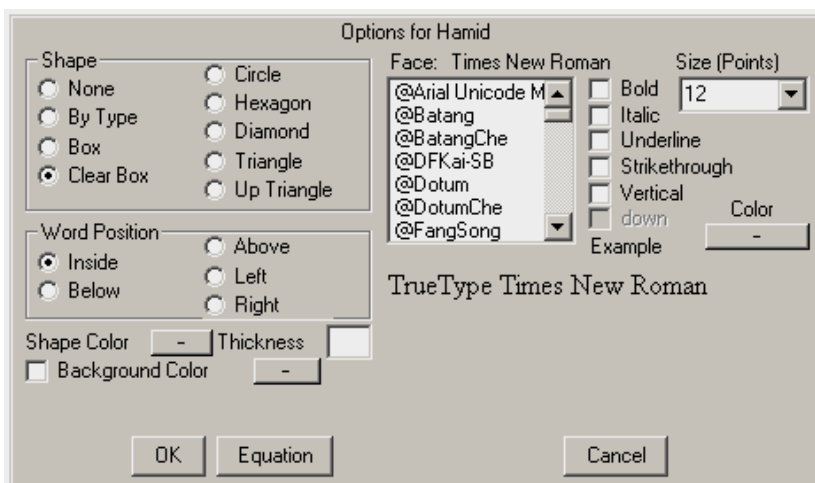 Options for Hamid
Shape
None
By Type
Box
Clear Box
Circle
Hexagon
Diamond
Triangle
Up Triangle
Word Position
Inside
Below
Above
Left
Right
Shape Color - Thickness
Background Color -
Face: Times New Roman
@Arial Unicode M
@Batang
@BatangChe
@DFKai-SB
@Dotum
@DotumChe
@FangSong
Bold
Italic
Underline
Strikethrough
Vertical
down
Size (Points)
12
Color
-
Example
TrueType Times New Roman
OK Equation Cancel